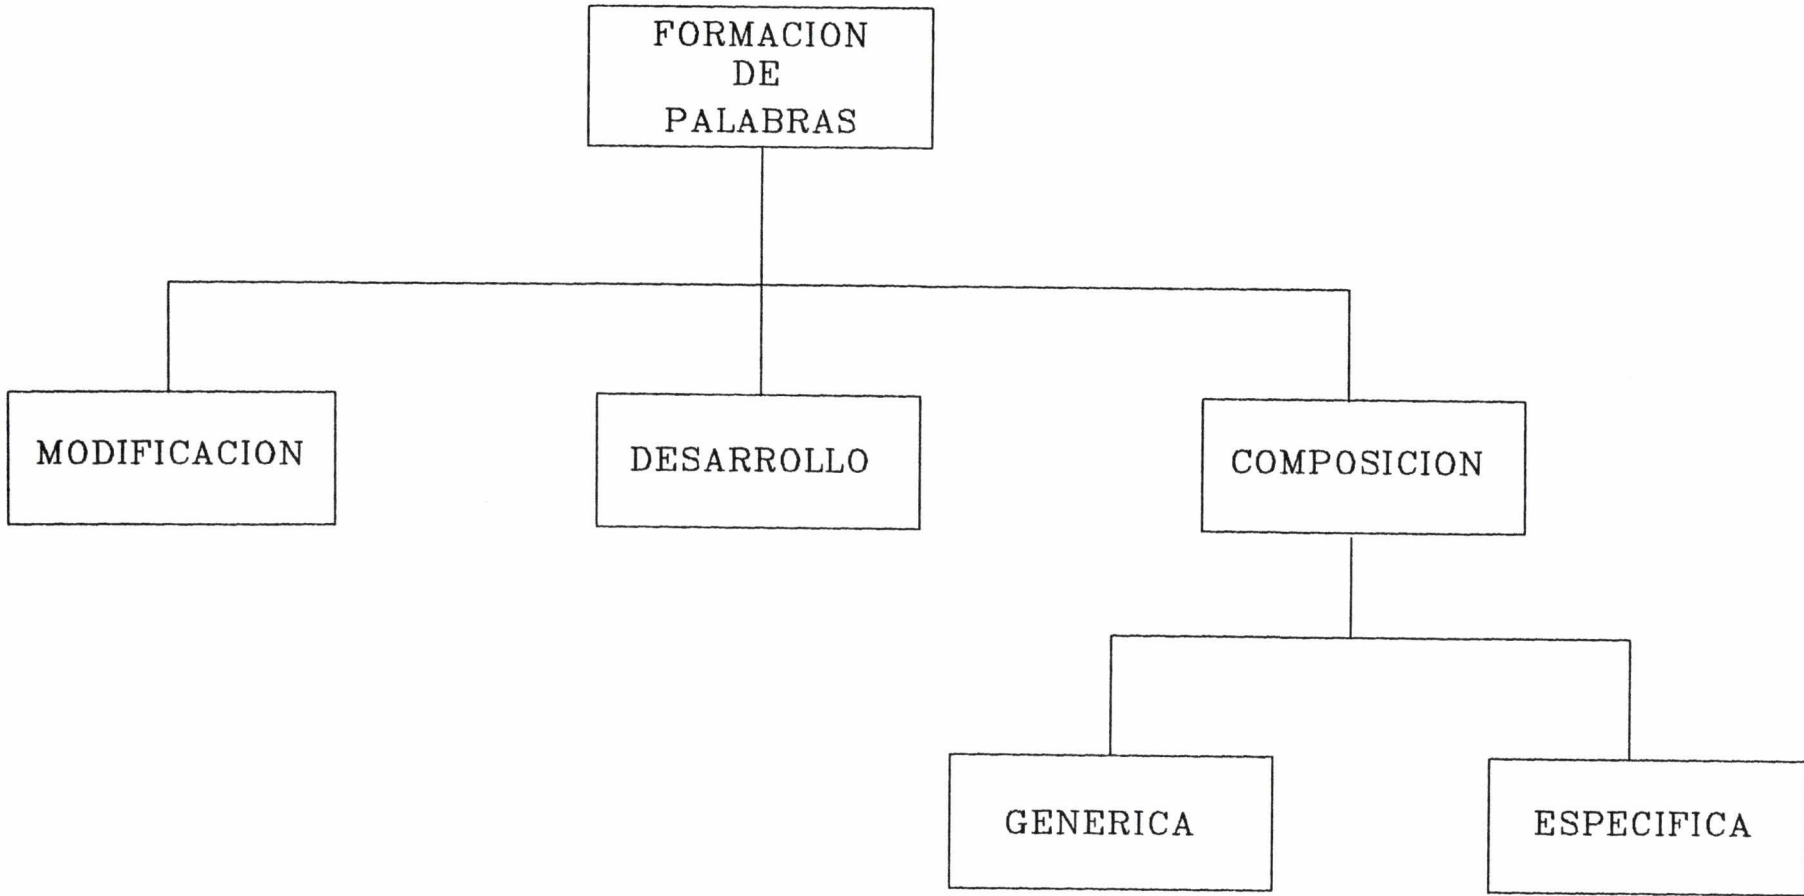 FORMACION
DE
PALABRAS
MODIFICACION
DESARROLLO
COMPOSICION
GENERICA
ESPECIFICA